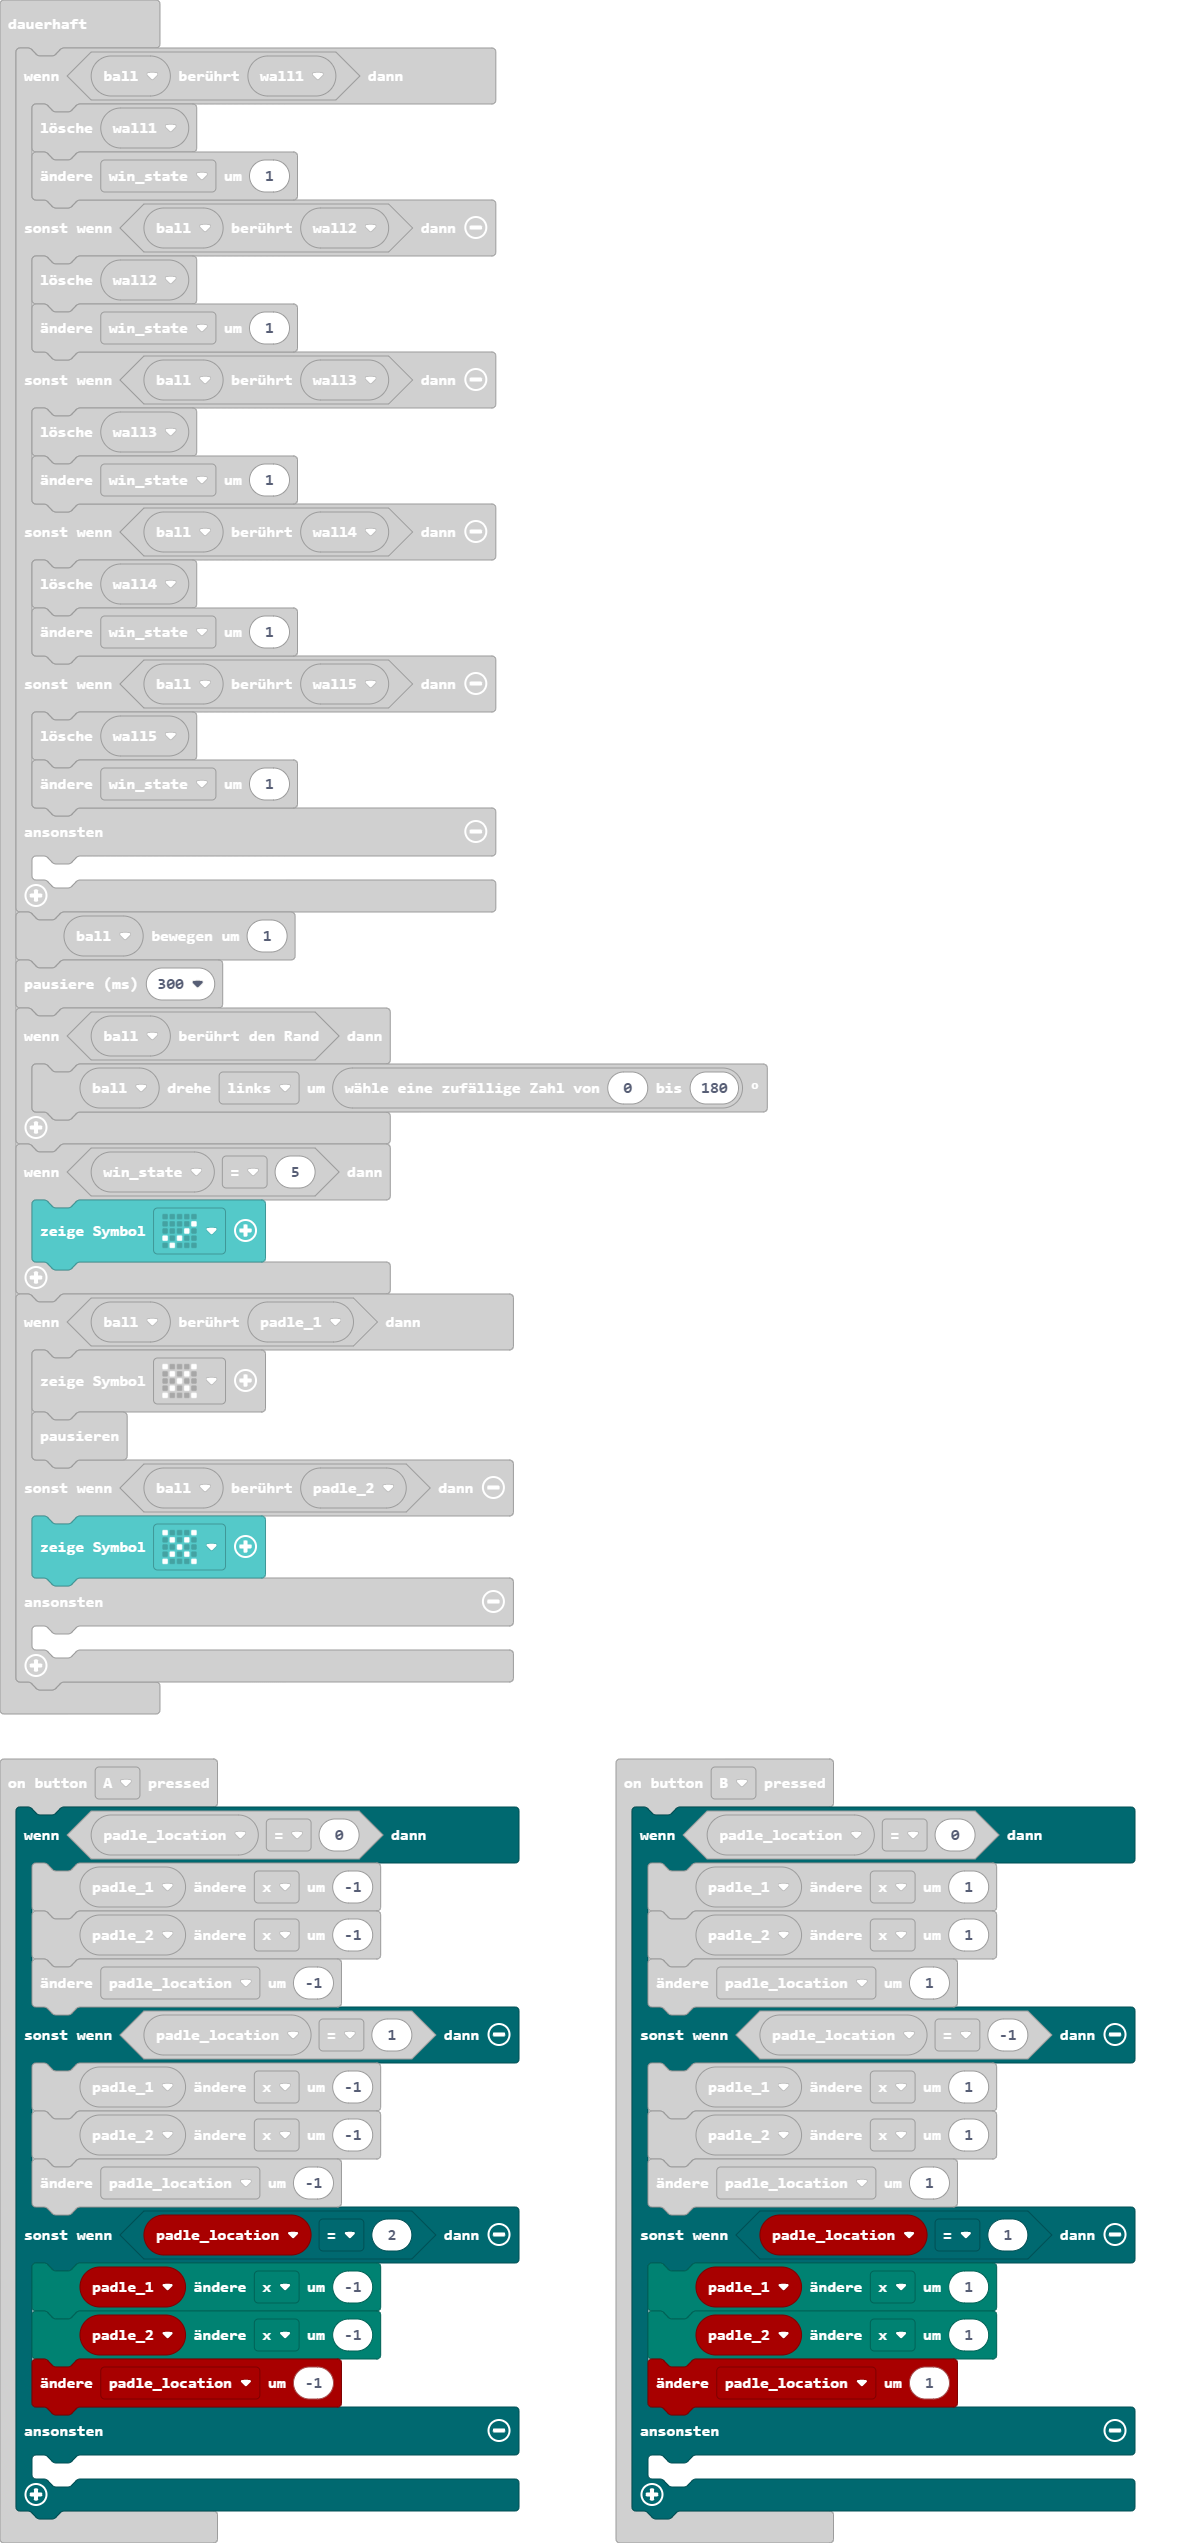 dauerhaft
wenn ball berührt wall1 dann
lösche wall1
ändere win_state um 1
sonst wenn ball berührt wall2 dann
lösche wall2
ändere win_state um 1
sonst wenn ball berührt wall3 dann
lösche wall3
ändere win_state um 1
sonst wenn ball berührt wall4 dann
lösche wall4
ändere win_state um 1
sonst wenn ball berührt wall5 dann
lösche wall5
ändere win_state um 1
ansonsten
ball bewegen um 1
pausiere (ms) 300
wenn ball berührt den Rand dann
ball drehe links um wähle eine zufällige Zahl von 0 bis 180 °
wenn win_state = 5 dann
zeige Symbol
wenn ball berührt padle_1 dann
zeige Symbol
pausieren
sonst wenn ball berührt padle_2 dann
zeige Symbol
ansonsten
on button A pressed
wenn padle_location = 0 dann
padle_1 ändere x um -1
padle_2 ändere x um -1
ändere padle_location um -1
sonst wenn padle_location = 1 dann
padle_1 ändere x um -1
padle_2 ändere x um -1
ändere padle_location um -1
sonst wenn padle_location = 2 dann
padle_1 ändere x um -1
padle_2 ändere x um -1
ändere padle_location um -1
ansonsten
on button B pressed
wenn padle_location = 0 dann
padle_1 ändere x um 1
padle_2 ändere x um 1
ändere padle_location um 1
sonst wenn padle_location = -1 dann
padle_1 ändere x um 1
padle_2 ändere x um 1
ändere padle_location um 1
sonst wenn padle_location = 1 dann
padle_1 ändere x um 1
padle_2 ändere x um 1
ändere padle_location um 1
ansonsten